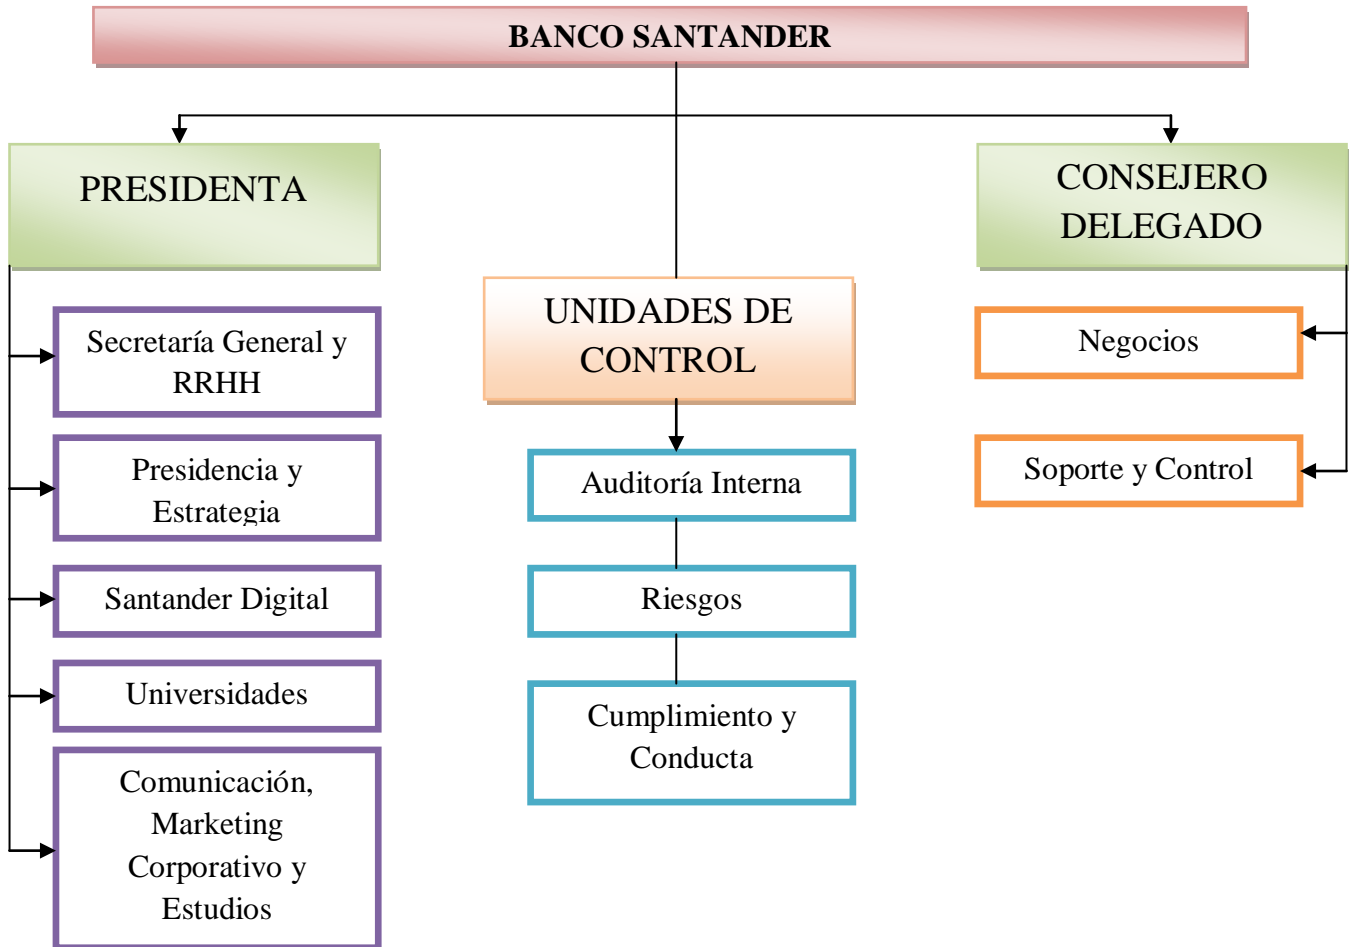 BANCO SANTANDER
PRESIDENTA
Secretaría General y
RRHH
Presidencia y
Estrategia
Santander Digital
Universidades
Comunicación,
Marketing
Corporativo y
Estudios
UNIDADES DE
CONTROL
Auditoría Interna
Riesgos
Cumplimiento y
Conducta
CONSEJERO
DELEGADO
Negocios
Soporte y Control